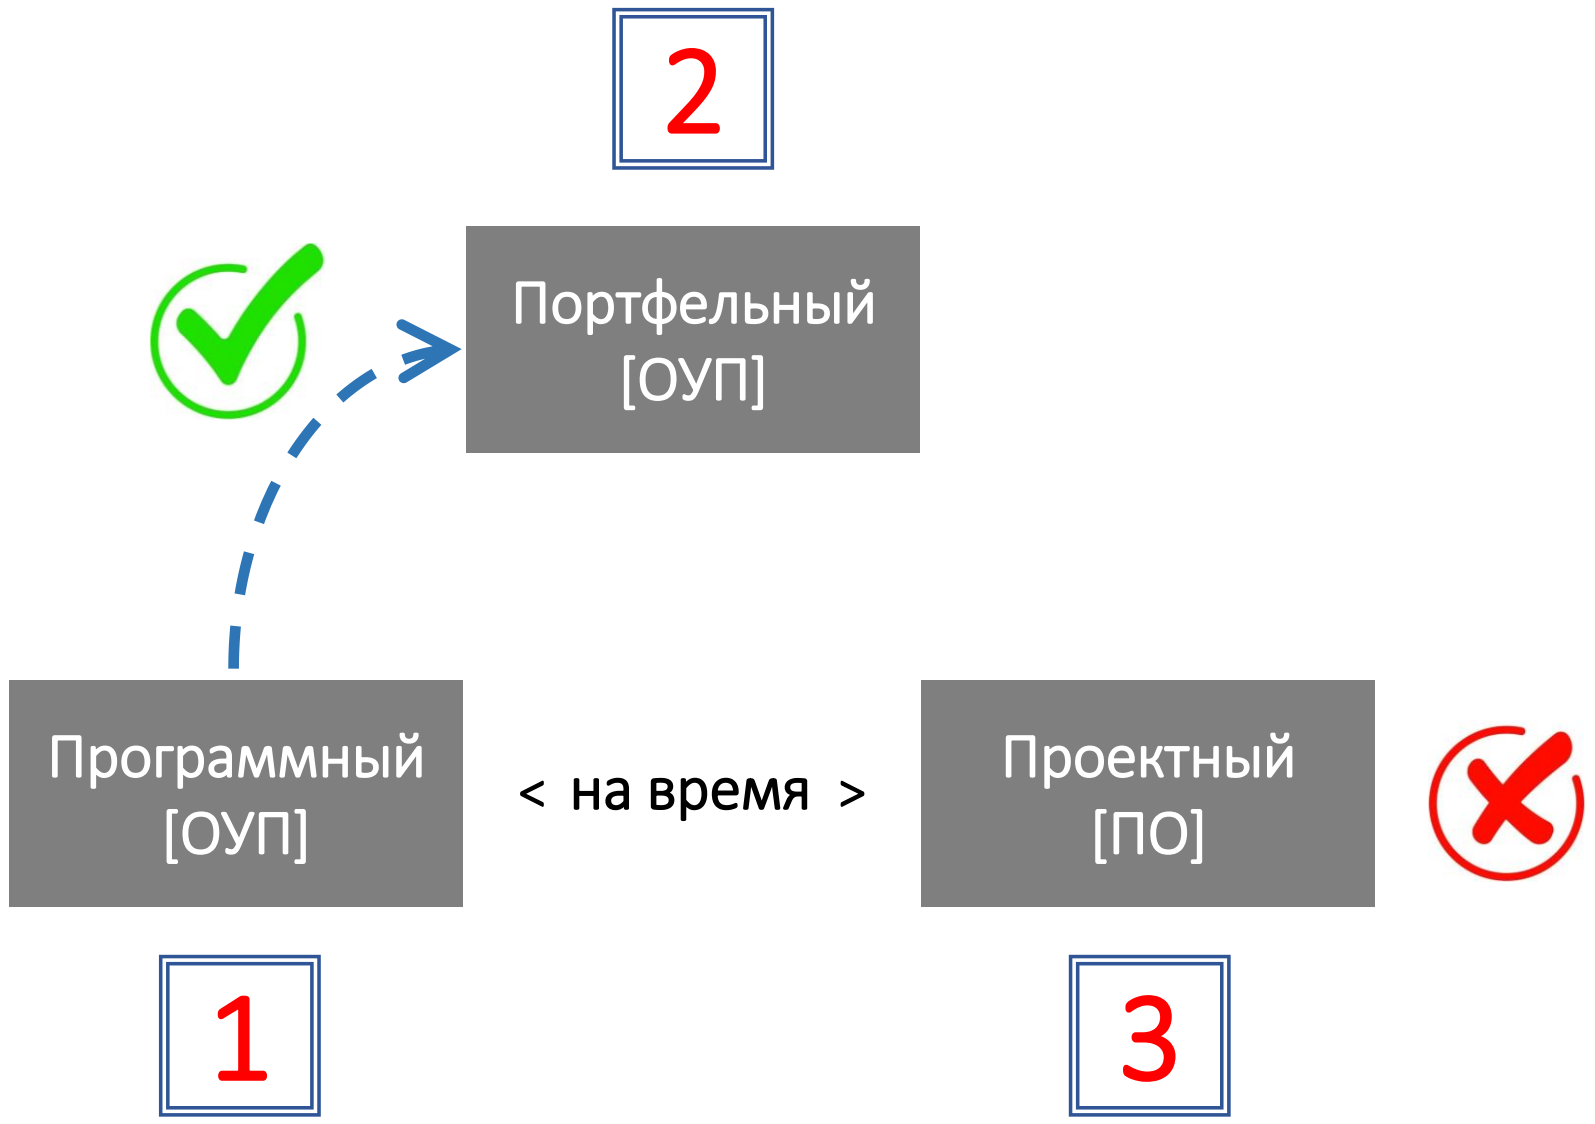 2
Портфельный
[ОУП]
Программный
[ОУП]
< на время >
Проектный
[ПО]
1
3